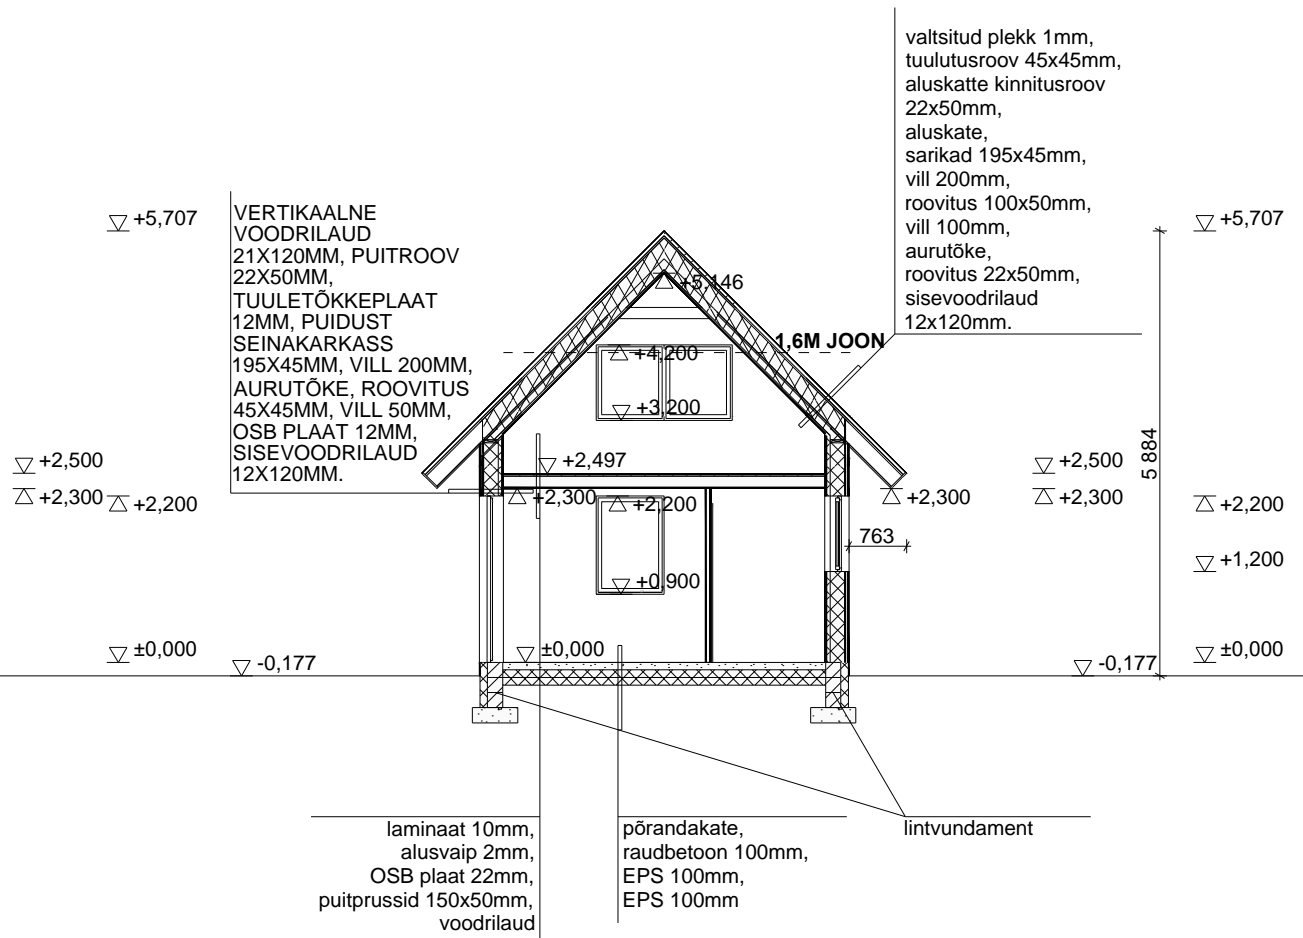 valtsitud plekk 1mm,
tuulutusroov 45x45mm,
aluskatte kinnitusroov
22x50mm,
aluskate,
sarikad 195x45mm,
vill 200mm,
roovitus 100x50mm,
vill 100mm,
aurutõke,
roovitus 22x50mm,
sisevoodrilaud
12x120mm.
+5,707
VERTIKAALNE
VOODRILAUD
21X120MM, PUITROOV
22X50MM,
TUULETÕKKEPLAAT
12MM, PUIDUST
SEINAKARKASS
195X45MM, VILL 200MM,
AURUTÕKE, ROOVITUS
45X45MM, VILL 50MM,
OSB PLAAT 12MM,
SISEVOODRILAUD
12X120MM.
+5,707
+5,146
1,6M JOON
+4,200
+3,200
5 884
+2,500
+2,497
+2,500
+2,300
+2,200
+2,300
+2,200
+2,300
+2,300
+2,200
763
+1,200
+0,900
±0,000
±0,000
±0,000
-0,177
-0,177
laminaat 10mm,
alusvaip 2mm,
OSB plaat 22mm,
puitprussid 150x50mm,
voodrilaud
põrandakate,
raudbetoon 100mm,
EPS 100mm,
EPS 100mm
lintvundament